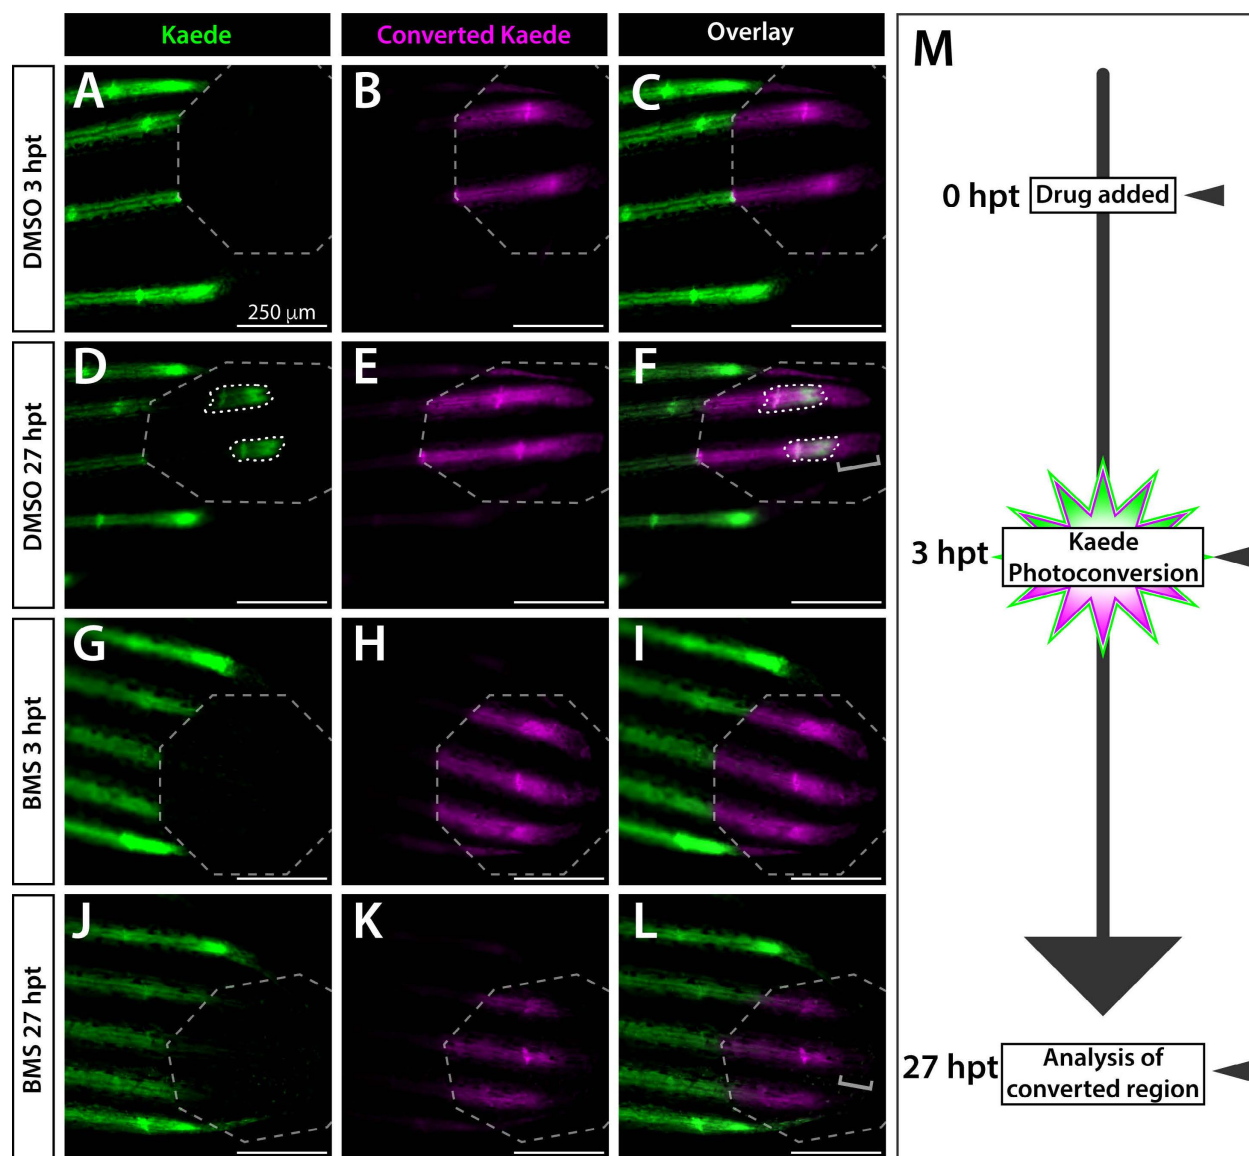 Kaede
Converted Kaede
Overlay
M
DMSO 3 hpt
A
B
C
250 μm
DMSO 27 hpt
D
E
F
BMS 3 hpt
G
H
I
BMS 27 hpt
J
K
L
0 hpt
Drug added
3 hpt
Kaede
Photoconversion
27 hpt
Analysis of
converted region